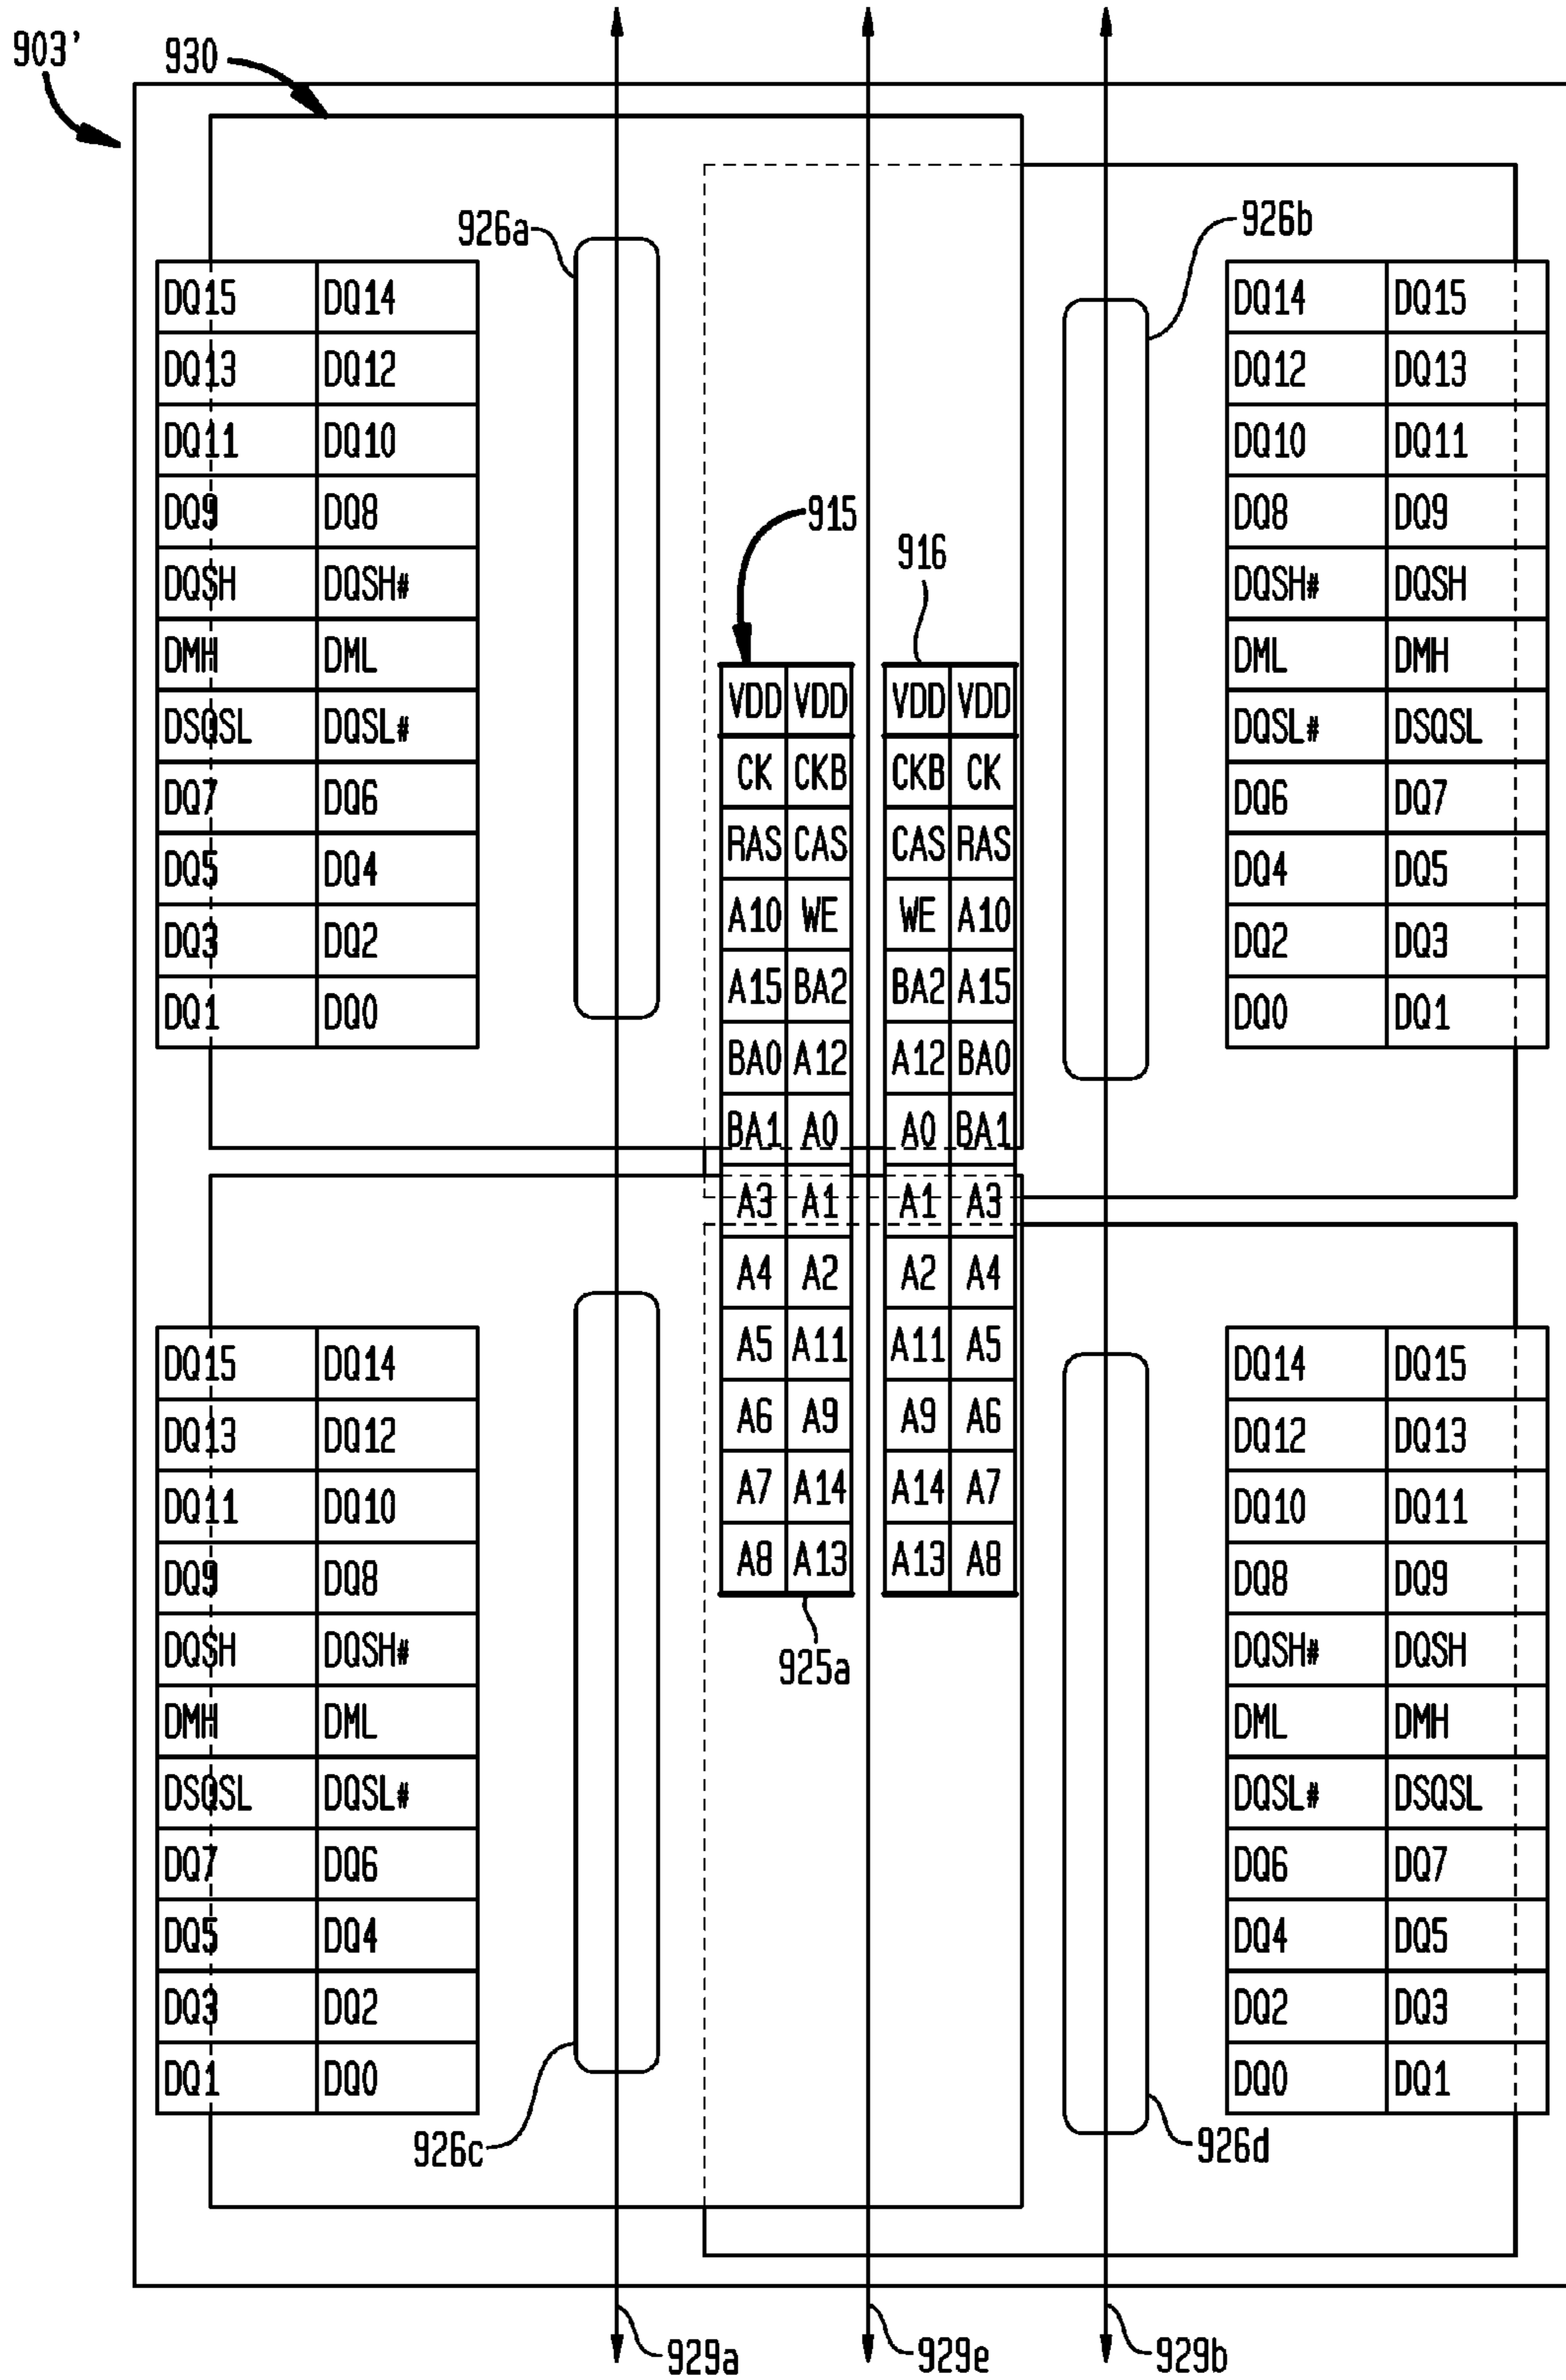 903’
930
926a
926b
DQ15 DQ14 DQ14 DQ15
DQ13 DQ12 DQ12 DQ13
DQ11 DQ10 DQ10 DQ11
DQ9 DQ8 915 DQ8 DQ9
916
DQSH DQSH# DQSH# DQSH
DMH DML DML DMH
VDD VDD VDD VDD
DSQSL DQSL# DQSL# DSQSL
CK CKB CKB CK
DQ7 DQ6 DQ6 DQ7
RAS CAS CAS RAS
DQ5 DQ4 DQ4 DQ5
A10 WE WE A10
DQ3 DQ2 DQ2 DQ3
A15 BA2 BA2 A15
DQ1 DQ0 DQ0 DQ1
BA0 A12 A12 BA0
BA1 A0 A0 BA1
A3 A1 A1 A3
A4 A2 A2 A4
A5 A11 A11 A5
DQ15 DQ14 DQ14 DQ15
A6 A9 A9 A6
DQ13 DQ12 DQ12 DQ13
A7 A14 A14 A7
DQ11 DQ10 DQ10 DQ11
A8 A13 A13 A8
DQ9 DQ8 DQ8 DQ9
DQSH DQSH# DQSH# DQSH
925a
DMH DML DML DMH
DSQSL DQSL# DQSL# DSQSL
DQ7 DQ6 DQ6 DQ7
DQ5 DQ4 DQ4 DQ5
DQ3 DQ2 DQ2 DQ3
DQ1 DQ0 DQ0 DQ1
926c
926d
929a
929e
929b